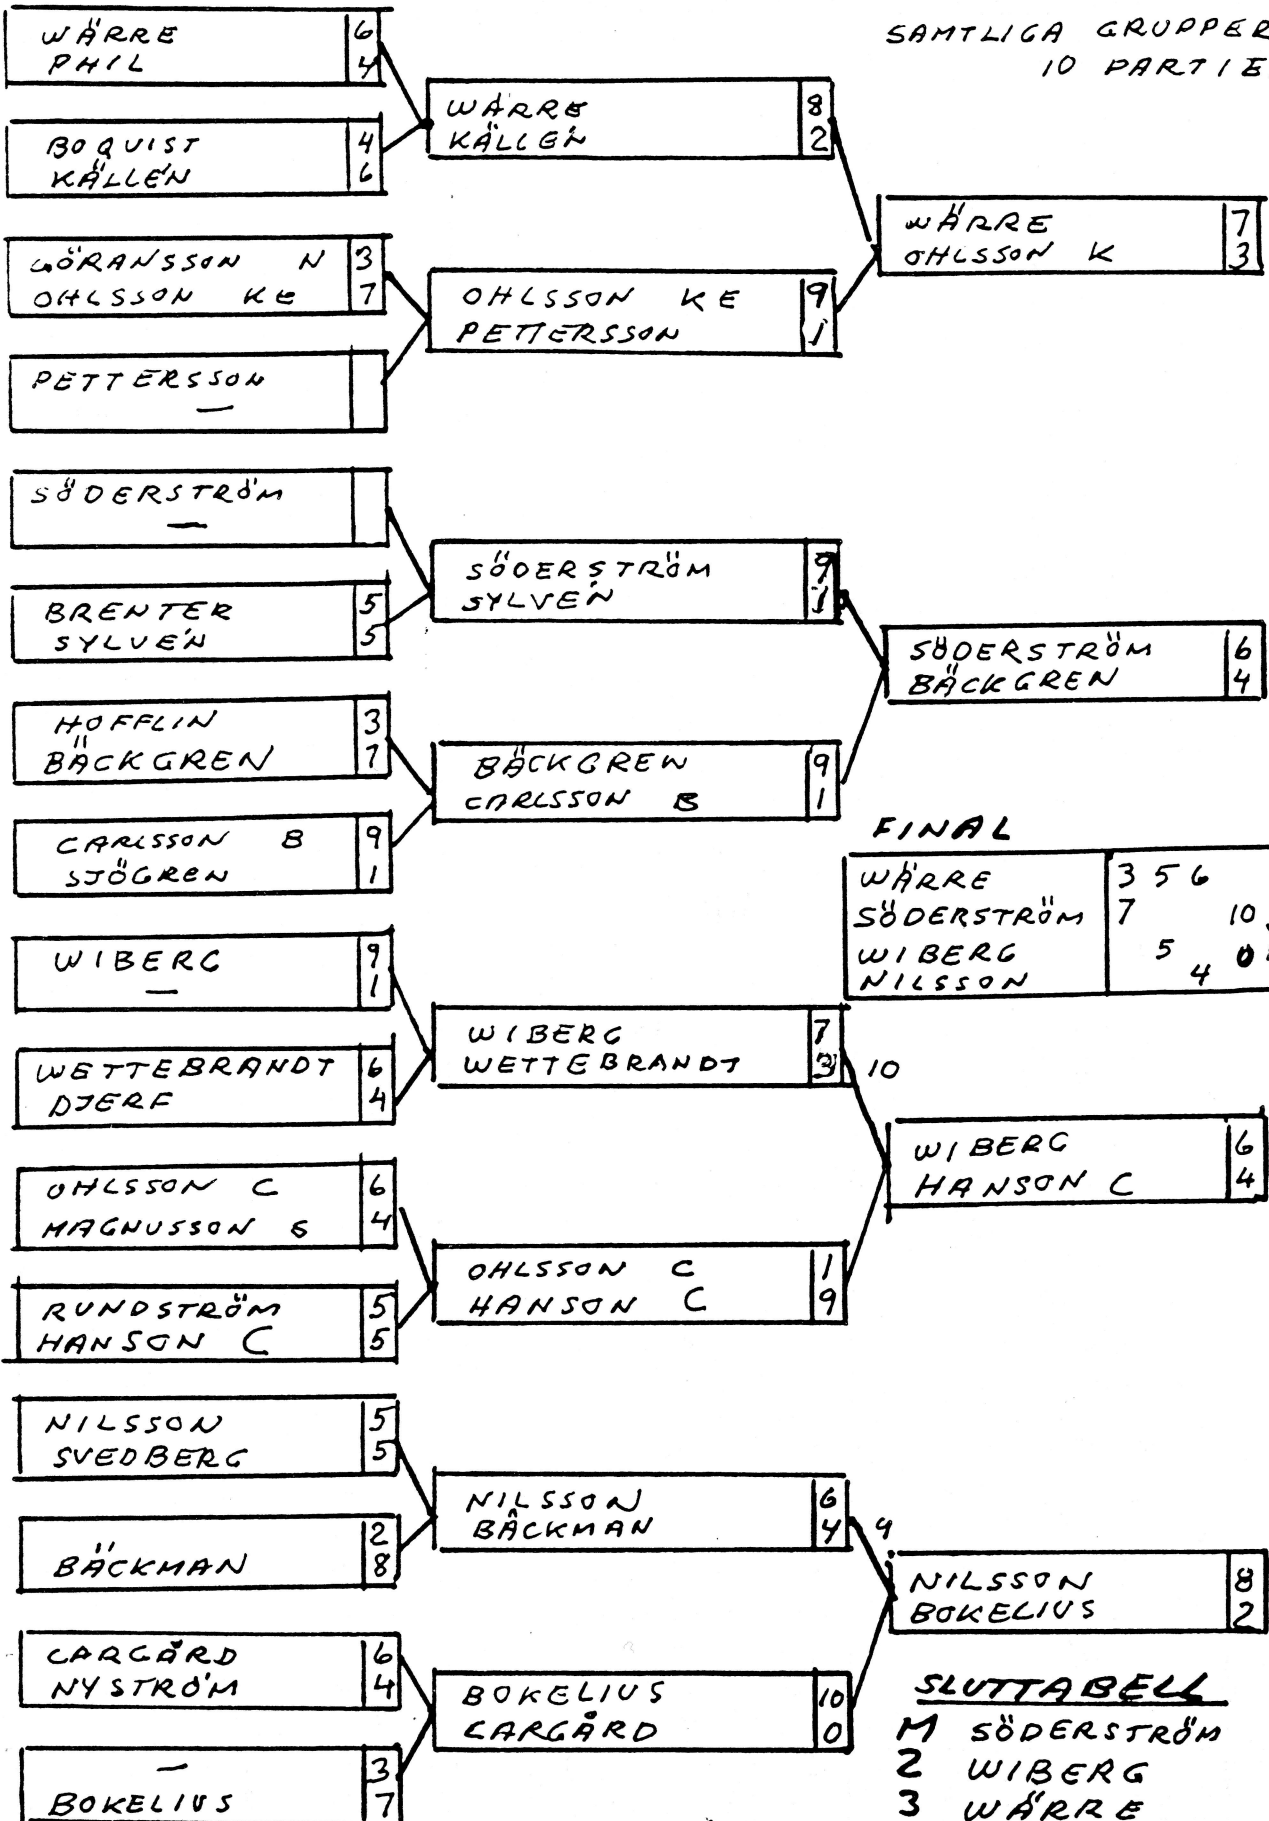 SAMTLIGA GRUPPER
10 PARTIE
WÄRRE 6
PHIL 4
BOQUIST 4
KÄLLÉN 6
GÖRANSSON N 3
OHLSSON KE 7
PETTERSSON
—
SÖDERSTRÖM
—
BRENTER 5
SYLVÉN 5
HOFFLIN 3
BÄCKGREN 7
CARLSSON B 9
SJÖGREN 1
WIBERG 9
— 1
WETTEBRANDT 6
DJERF 4
OHLSSON C 6
MAGNUSSON G 4
RUNDSTRÖM 5
HANSON C 5
NILSSON 5
SVEDBERG 5
2
BÄCKMAN 8
LARGÅRD 6
NYSTRÖM 4
— 3
BOKELIUS 7
WÄRRE 8
KÄLLÉN 2
OHLSSON KE 9
PETTERSSON 1
SÖDERSTRÖM 9
SYLVÉN 1
BÄCKGREN 9
CARLSSON B 1
WIBERG 7
WETTEBRANDT 3 10
OHLSSON C 1
HANSON C 9
NILSSON 6
BÄCKMAN 4 9
BOKELIUS 10
LARGÅRD 0
WÄRRE 7
OHLSSON K 3
SÖDERSTRÖM 6
BÄCKGREN 4
FINAL
WÄRRE 3 5 6
SÖDERSTRÖM 7 10
WIBERG 5 0
NILSSON 4
WIBERG 6
HANSON C 4
NILSSON 8
BOKELIUS 2
SLUTTABELL
M SÖDERSTRÖM
2 WIBERG
3 WÄRRE